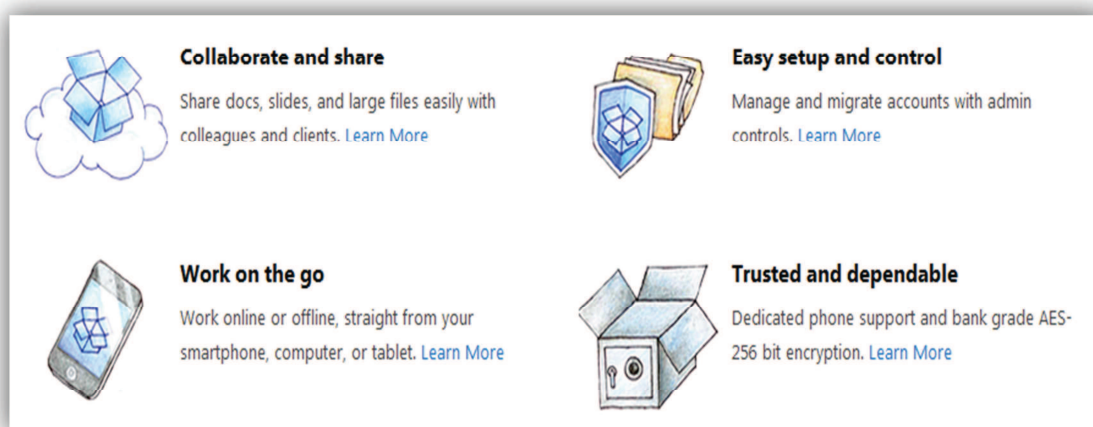 Collaborate and share
Share docs, slides, and large files easily with
colleagues and clients. Learn More
Easy setup and control
Manage and migrate accounts with admin
controls. Learn More
Work on the go
Work online or offline, straight from your
smartphone, computer, or tablet. Learn More
Trusted and dependable
Dedicated phone support and bank grade AES-
256 bit encryption. Learn More